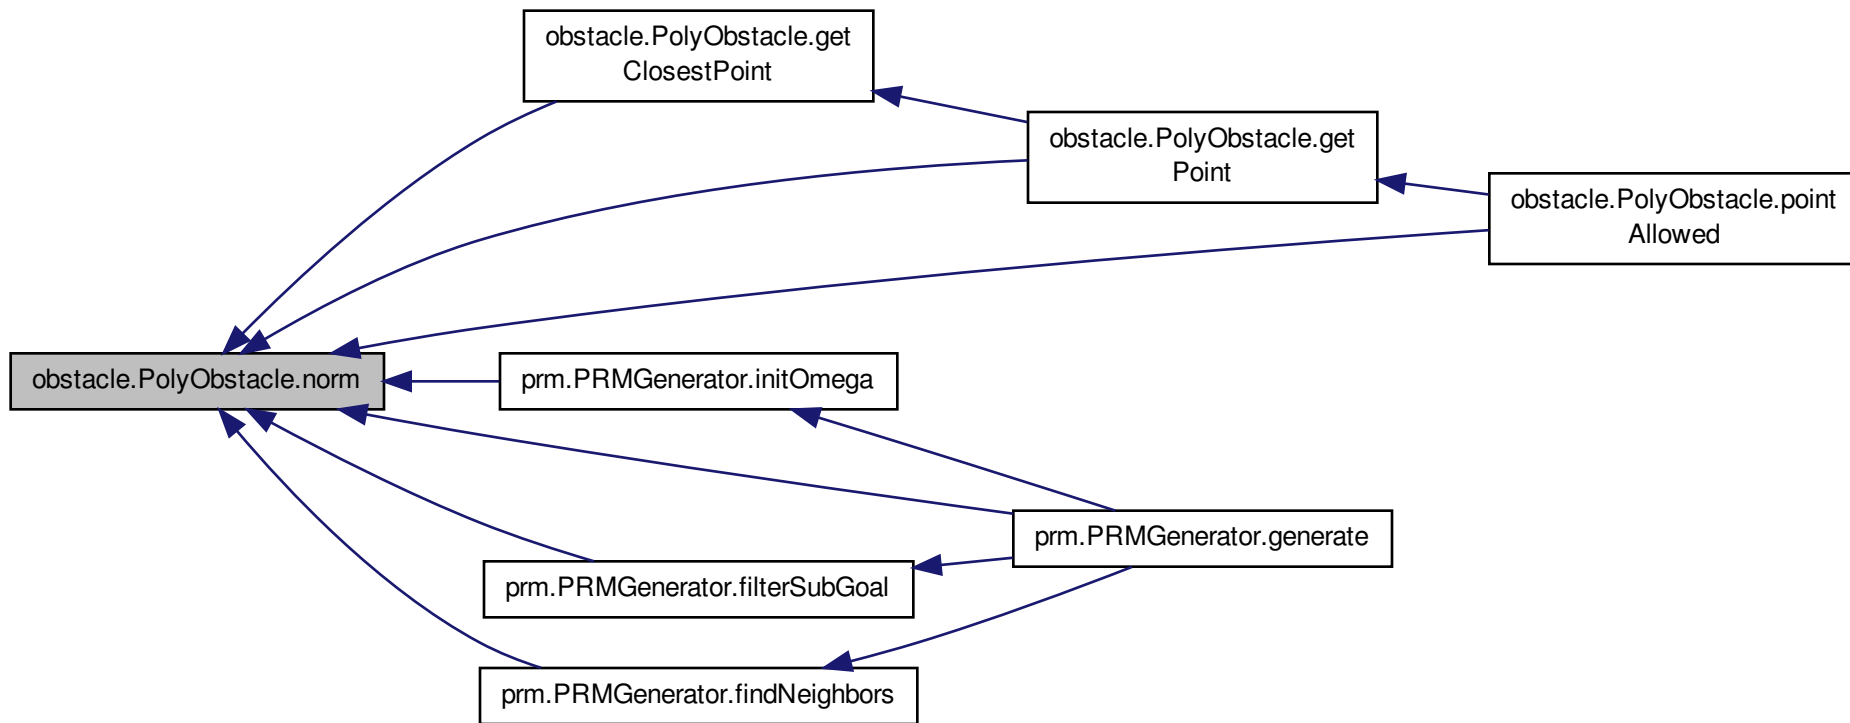 obstacle.PolyObstacle.get
ClosestPoint
obstacle.PolyObstacle.get
Point
obstacle.PolyObstacle.point
Allowed
obstacle.PolyObstacle.norm
prm.PRMGenerator.initOmega
prm.PRMGenerator.generate
prm.PRMGenerator.filterSubGoal
prm.PRMGenerator.findNeighbors